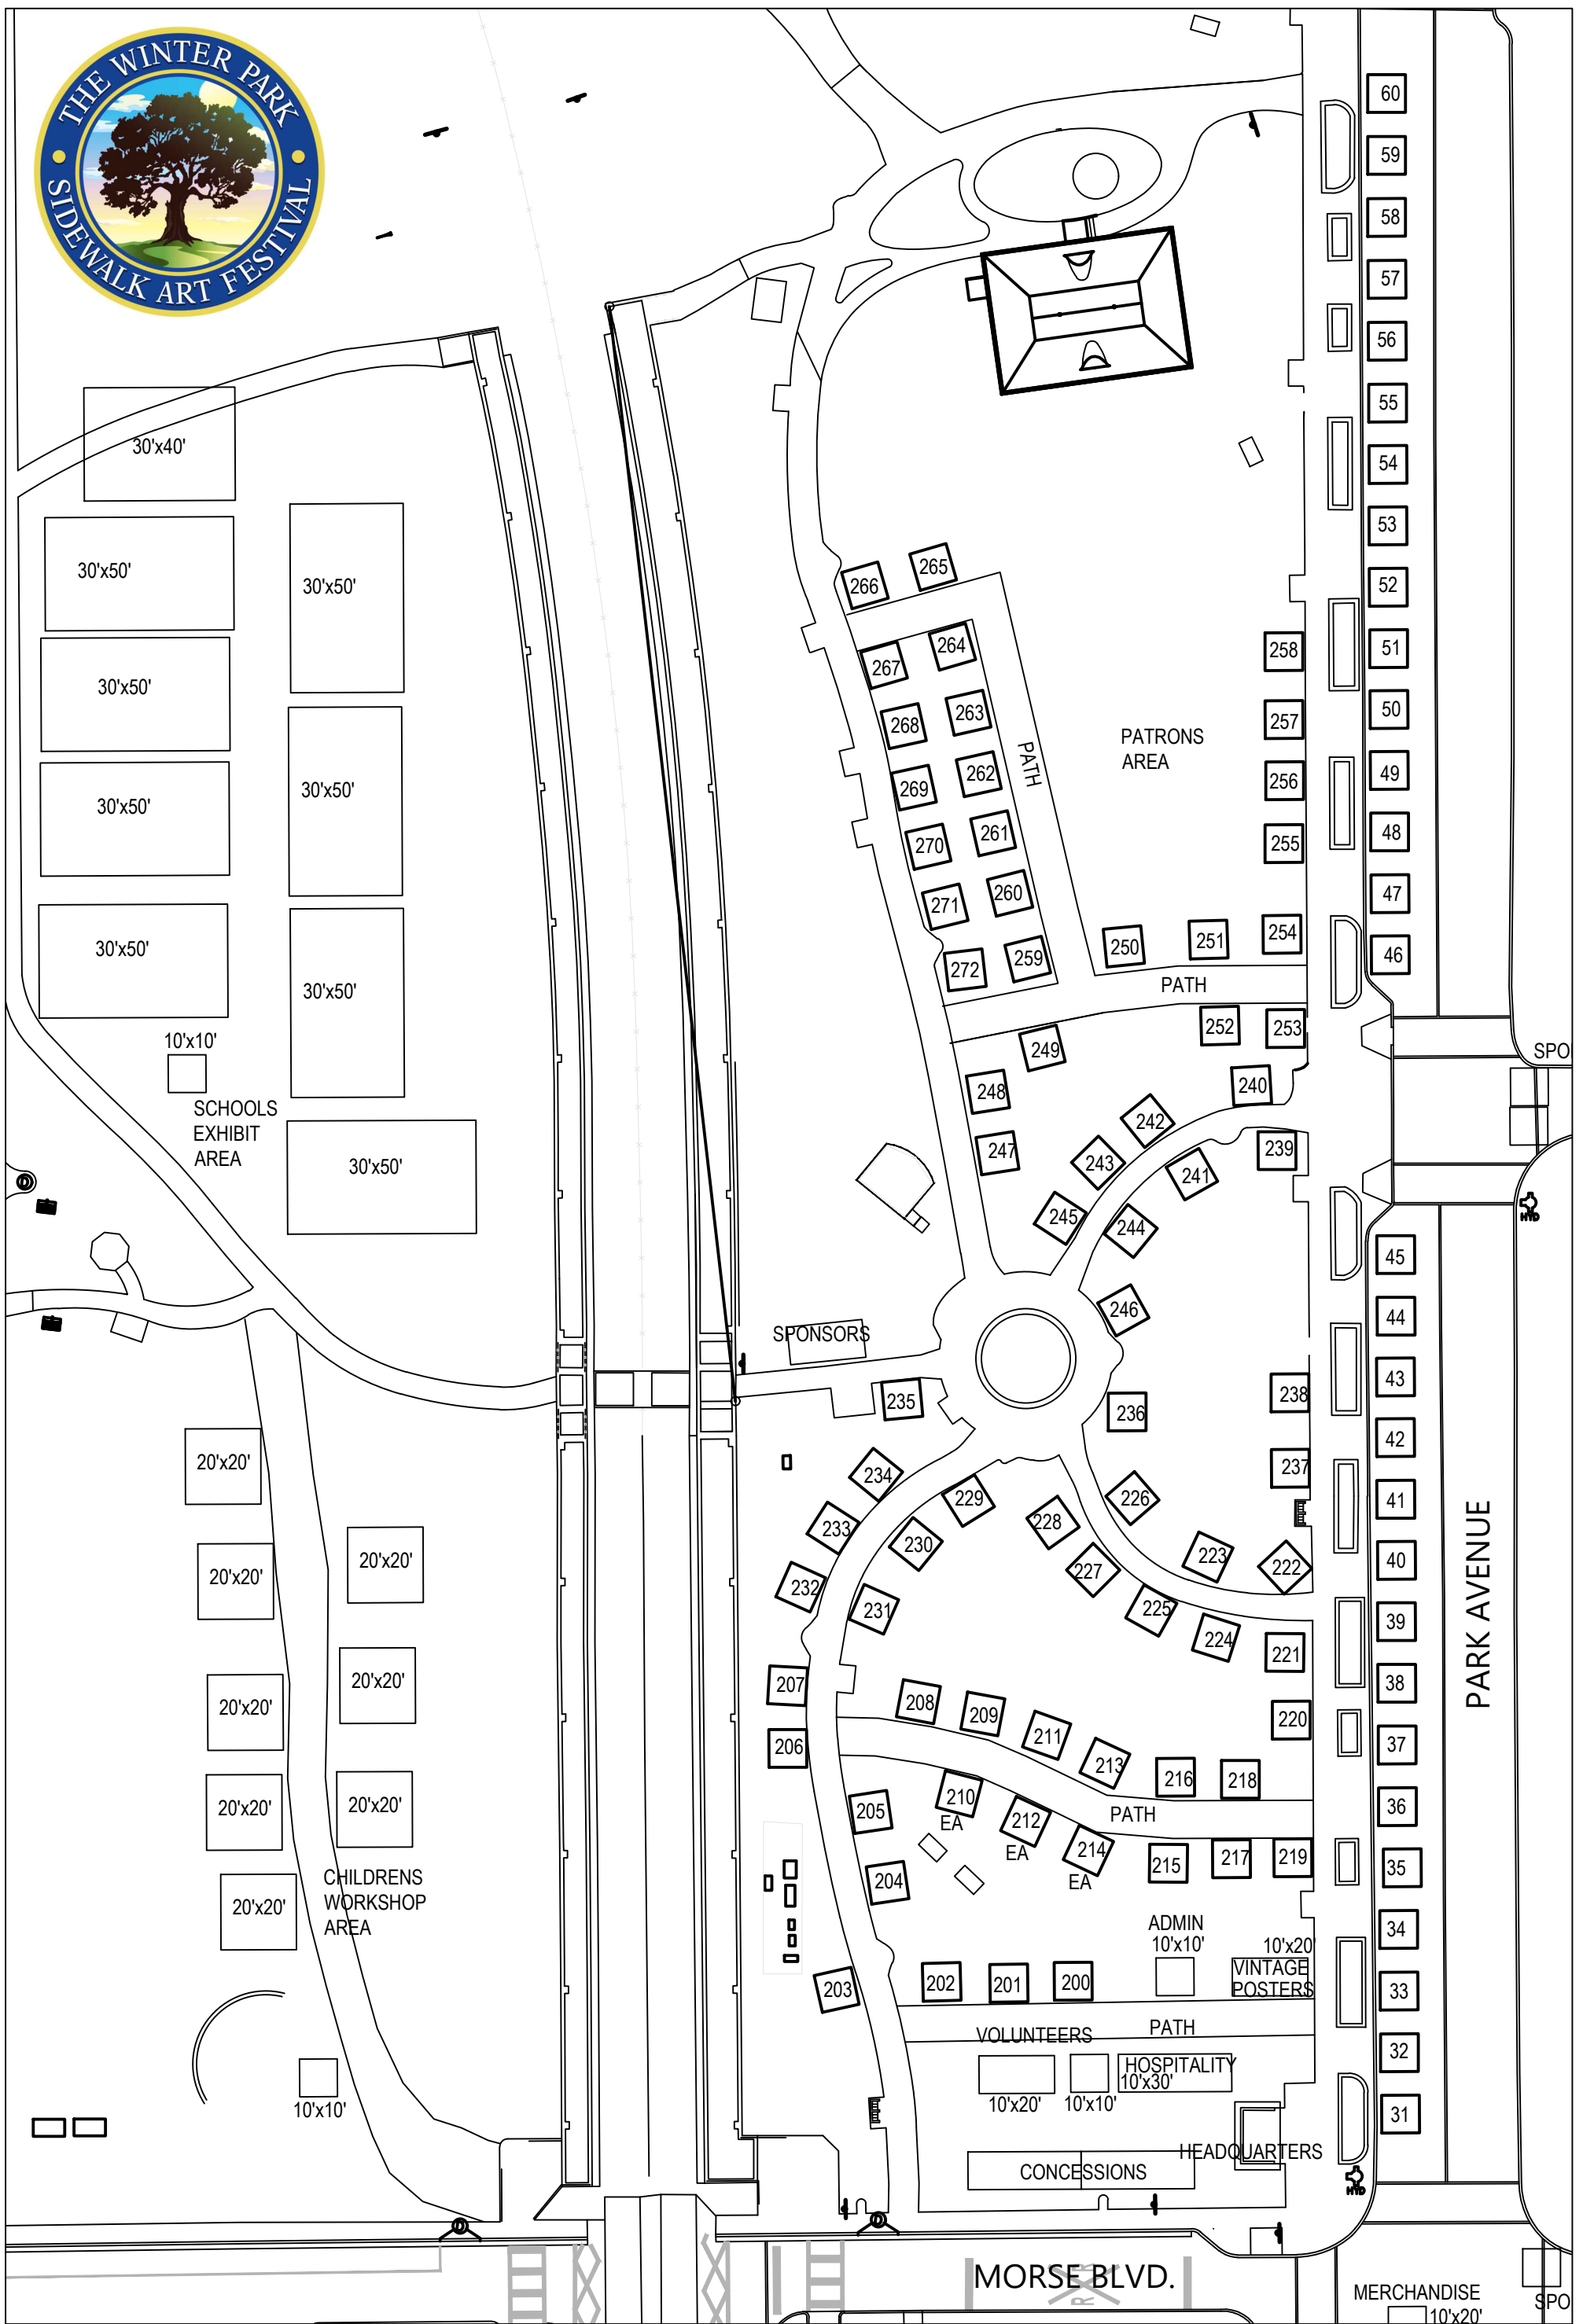 THE WINTER PARK
SIDEWALK ART FESTIVAL
60
59
58
57
56
55
54
53
52
51
50
49
48
47
46
SPO
45
44
43
42
41
40
39
38
37
36
35
34
33
32
31
PARK AVENUE
HYD
HYD
30'x40'
30'x50'
30'x50'
30'x50'
30'x50'
30'x50'
30'x50'
30'x50'
30'x50'
10'x10'
SCHOOLS
EXHIBIT
AREA
266
265
267
264
268
263
269
262
270
261
271
260
272
259
PATH
PATRONS
AREA
258
257
256
255
250
251
254
PATH
252
253
249
248
247
240
242
243
245
239
241
244
246
SPONSORS
235
236
238
237
234
233
232
229
230
231
228
226
227
223
222
225
224
221
220
207
206
208
209
211
213
216
218
PATH
205
204
203
210
EA
212
EA
214
EA
215
217
219
ADMIN
10'x10'
10'x20'
VINTAGE
POSTERS
202
201
200
VOLUNTEERS
PATH
HOSPITALITY
10'x30'
10'x20'
10'x10'
HEADQUARTERS
CONCESSIONS
20'x20'
20'x20'
20'x20'
20'x20'
20'x20'
20'x20'
20'x20'
20'x20'
CHILDRENS
WORKSHOP
AREA
10'x10'
MORSE BLVD.
R R
MERCHANDISE
10'x20'
SPO